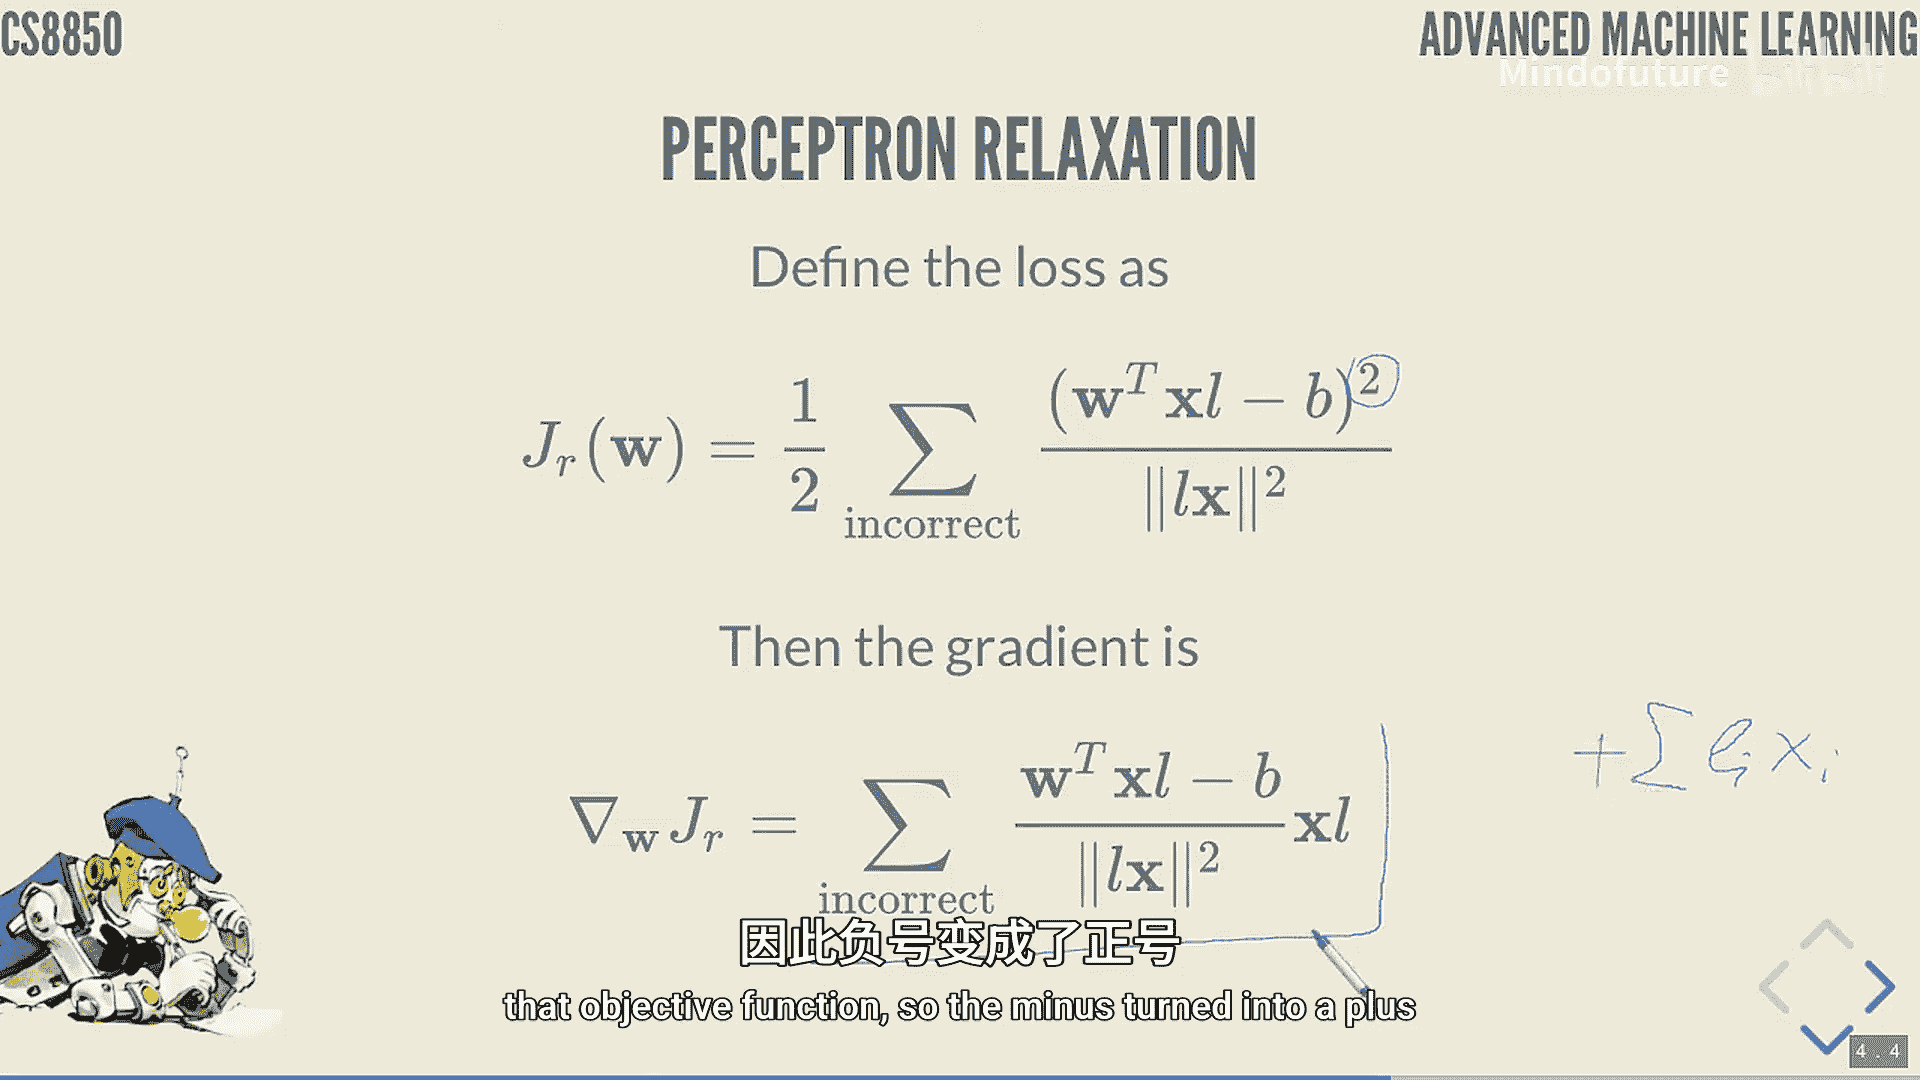 CS8850
ADVANCED MACHINE LEARNING
Mindofuture bilibili
PERCEPTRON RELAXATION
Define the loss as
J_r(w) = 1/2 ∑_incorrect (w^T xl − b)^2 / ||lx||^2
Then the gradient is
∇_w J_r = ∑_incorrect (w^T xl − b) / ||lx||^2 xl
+∑ l_i x_i
因此负号变成了正号
that objective function, so the minus turned into a plus
4.4